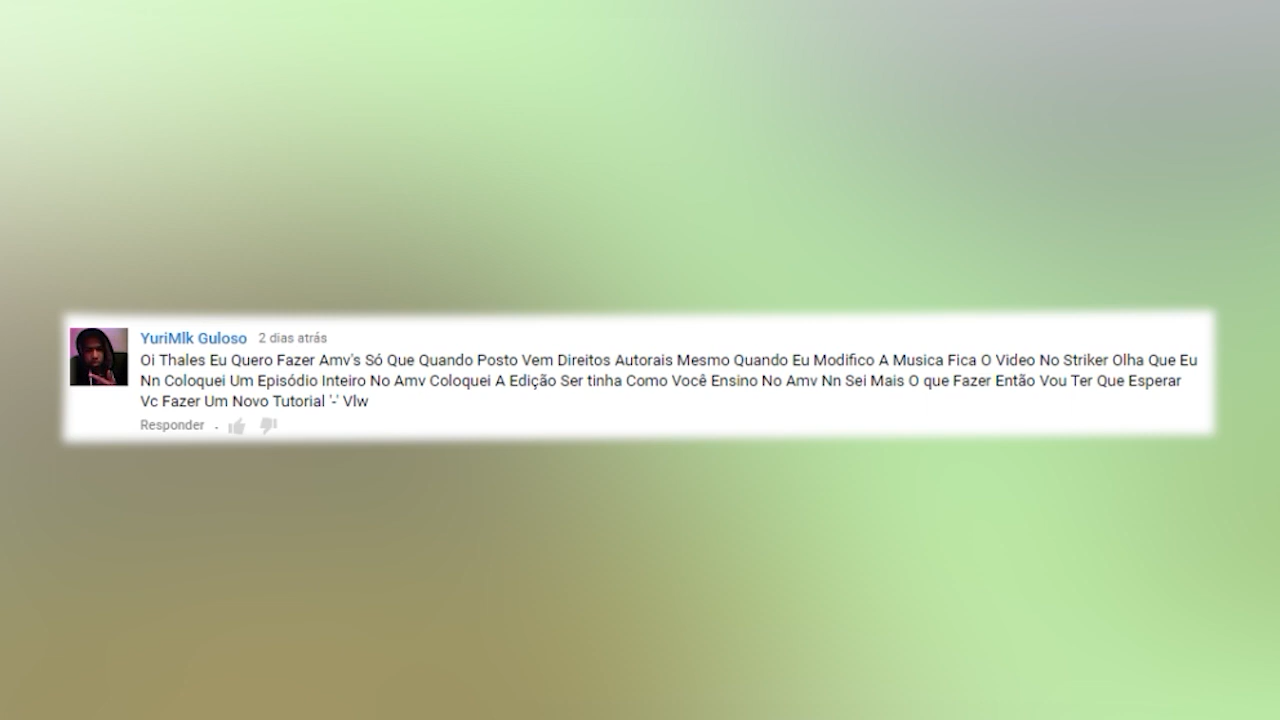 YuriMlk Guloso 2 dias atrás
Oi Thales Eu Quero Fazer Amv's Só Que Quando Posto Vem Direitos Autorais Mesmo Quando Eu Modifico A Musica Fica O Video No Striker Olha Que Eu
Nn Coloquei Um Episódio Inteiro No Amv Coloquei A Edição Ser tinha Como Você Ensino No Amv Nn Sei Mais O que Fazer Então Vou Ter Que Esperar
Vc Fazer Um Novo Tutorial '-' Vlw
Responder .